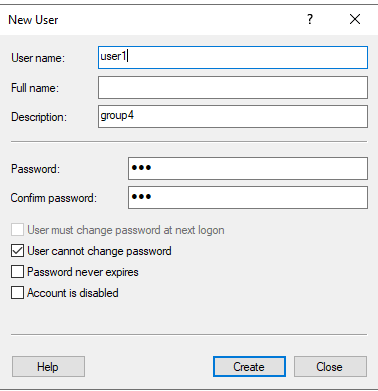 New User
?
User name: user1
Full name:
Description: group4
Password: •••
Confirm password: •••
User must change password at next logon
User cannot change password
Password never expires
Account is disabled
Help Create Close